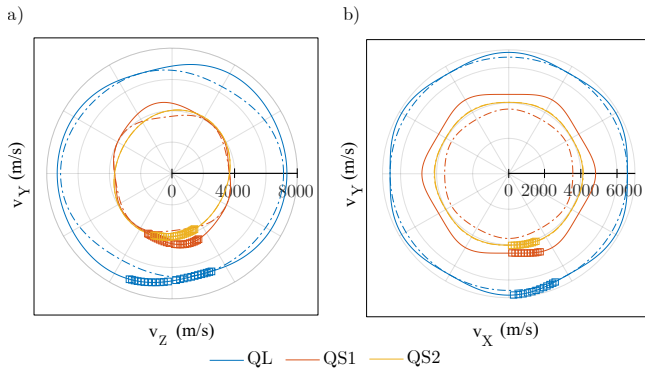 a)
b)
v_Y (m/s)
0 4000 8000
v_Z (m/s)
v_Y (m/s)
0 2000 4000 6000
v_X (m/s)
QL QS1 QS2